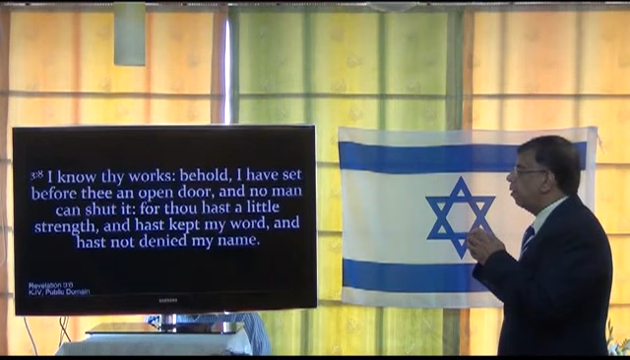 3:8 I know thy works: behold, I have set
before thee an open door, and no man
can shut it: for thou hast a little
strength, and hast kept my word, and
hast not denied my name.
KJV, Public Domain
SAMSUNG